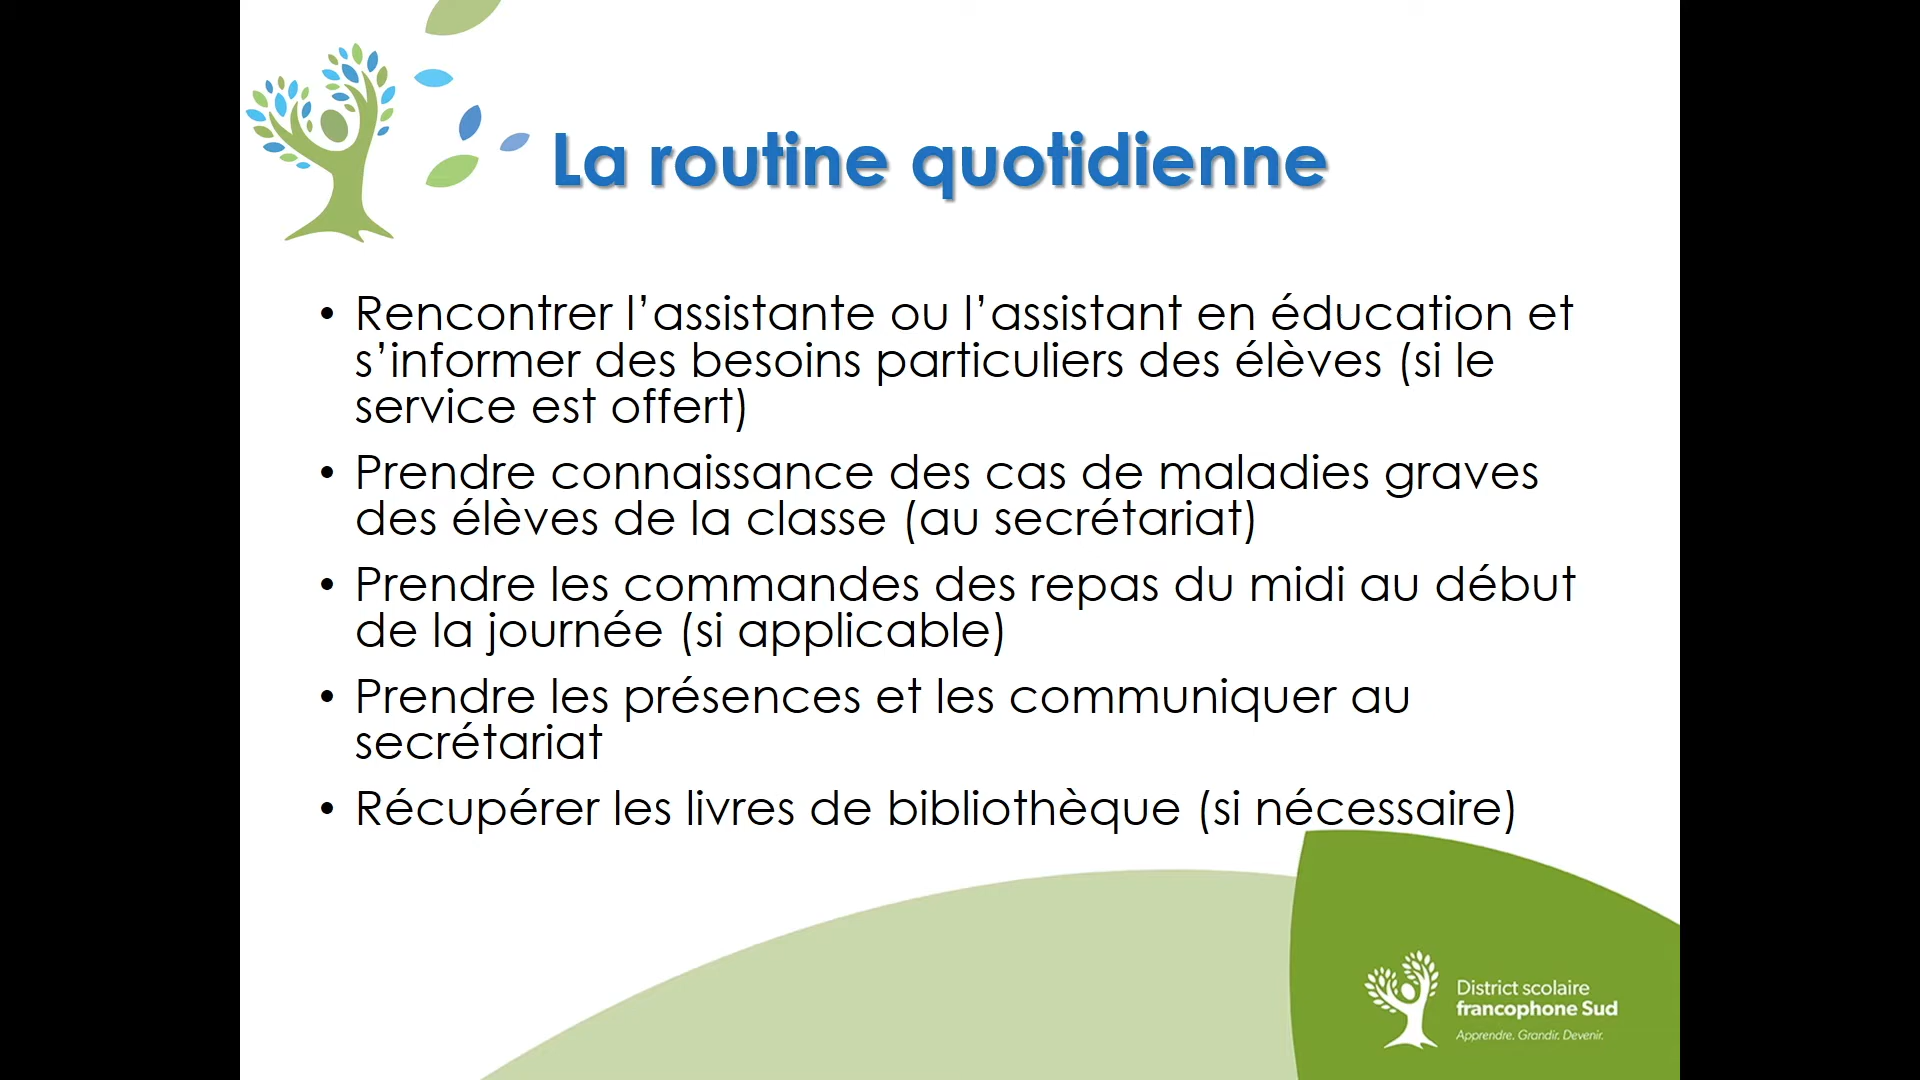 La routine quotidienne
• Rencontrer l’assistante ou l’assistant en éducation et
s’informer des besoins particuliers des élèves (si le
service est offert)
• Prendre connaissance des cas de maladies graves
des élèves de la classe (au secrétariat)
• Prendre les commandes des repas du midi au début
de la journée (si applicable)
• Prendre les présences et les communiquer au
secrétariat
• Récupérer les livres de bibliothèque (si nécessaire)
District scolaire
francophone Sud
Apprendre. Grandir. Devenir.